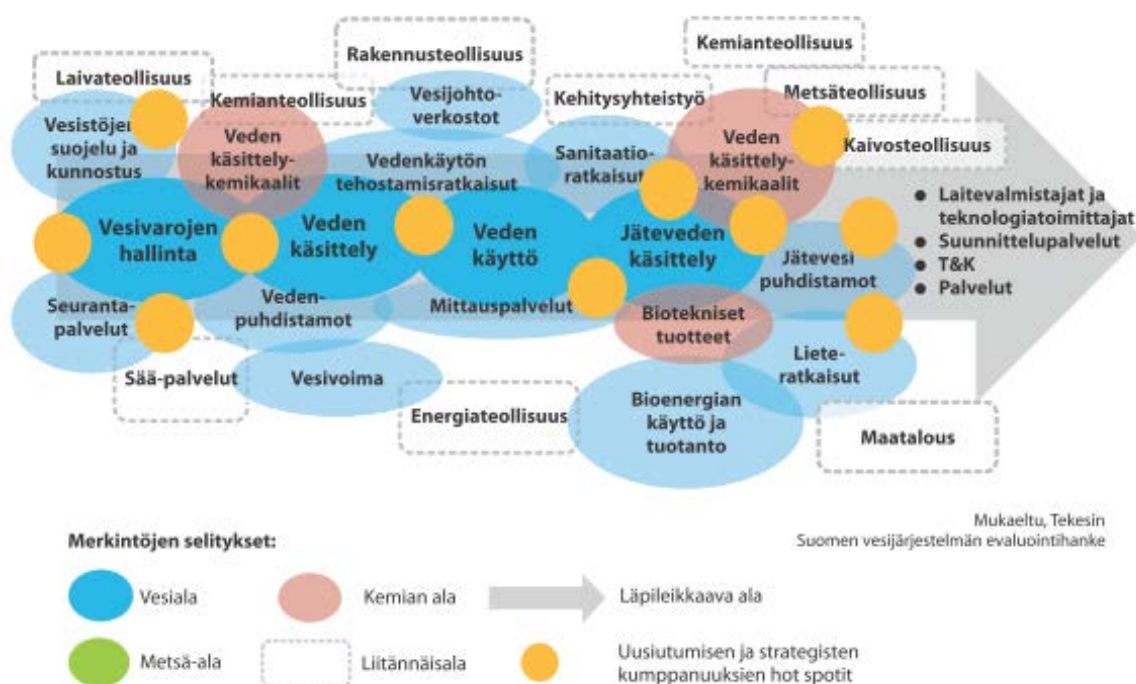 Kemianteollisuus
Rakennusteollisuus
Laivateollisuus
Metsäteollisuus
Kemianteollisuus
Vesijohto-
verkostot
Kehitysyhteistyö
Vesistöjen
suojelu ja
kunnostus
Veden
käsittely-
kemikaalit
Vedenkäytön
tehostamisratkaisut
Sanitaatio-
ratkaisut
Veden
käsittely-
kemikaalit
Kaivosteollisuus
Vesivarojen
hallinta
Veden
käsittely
Veden
käyttö
Jäteveden
käsittely
Jätevesi
puhdistamot
● Laitevalmistajat ja
teknologiatoimittajat
● Suunnittelupalvelut
● T&K
● Palvelut
Seuranta-
palvelut
Veden-
puhdistamot
Mittauspalvelut
Biotekniset
tuotteet
Liete-
ratkaisut
Sää-palvelut
Vesivoima
Energiateollisuus
Bioenergian
käyttö ja
tuotanto
Maatalous
Mukaeltu, Tekesin
Suomen vesijärjestelmän evaluointihanke
Merkintöjen selitykset:
Vesiala
Kemian ala
Läpileikkaava ala
Metsä-ala
Liitännäisala
Uusiutumisen ja strategisten
kumppanuuksien hot spotit